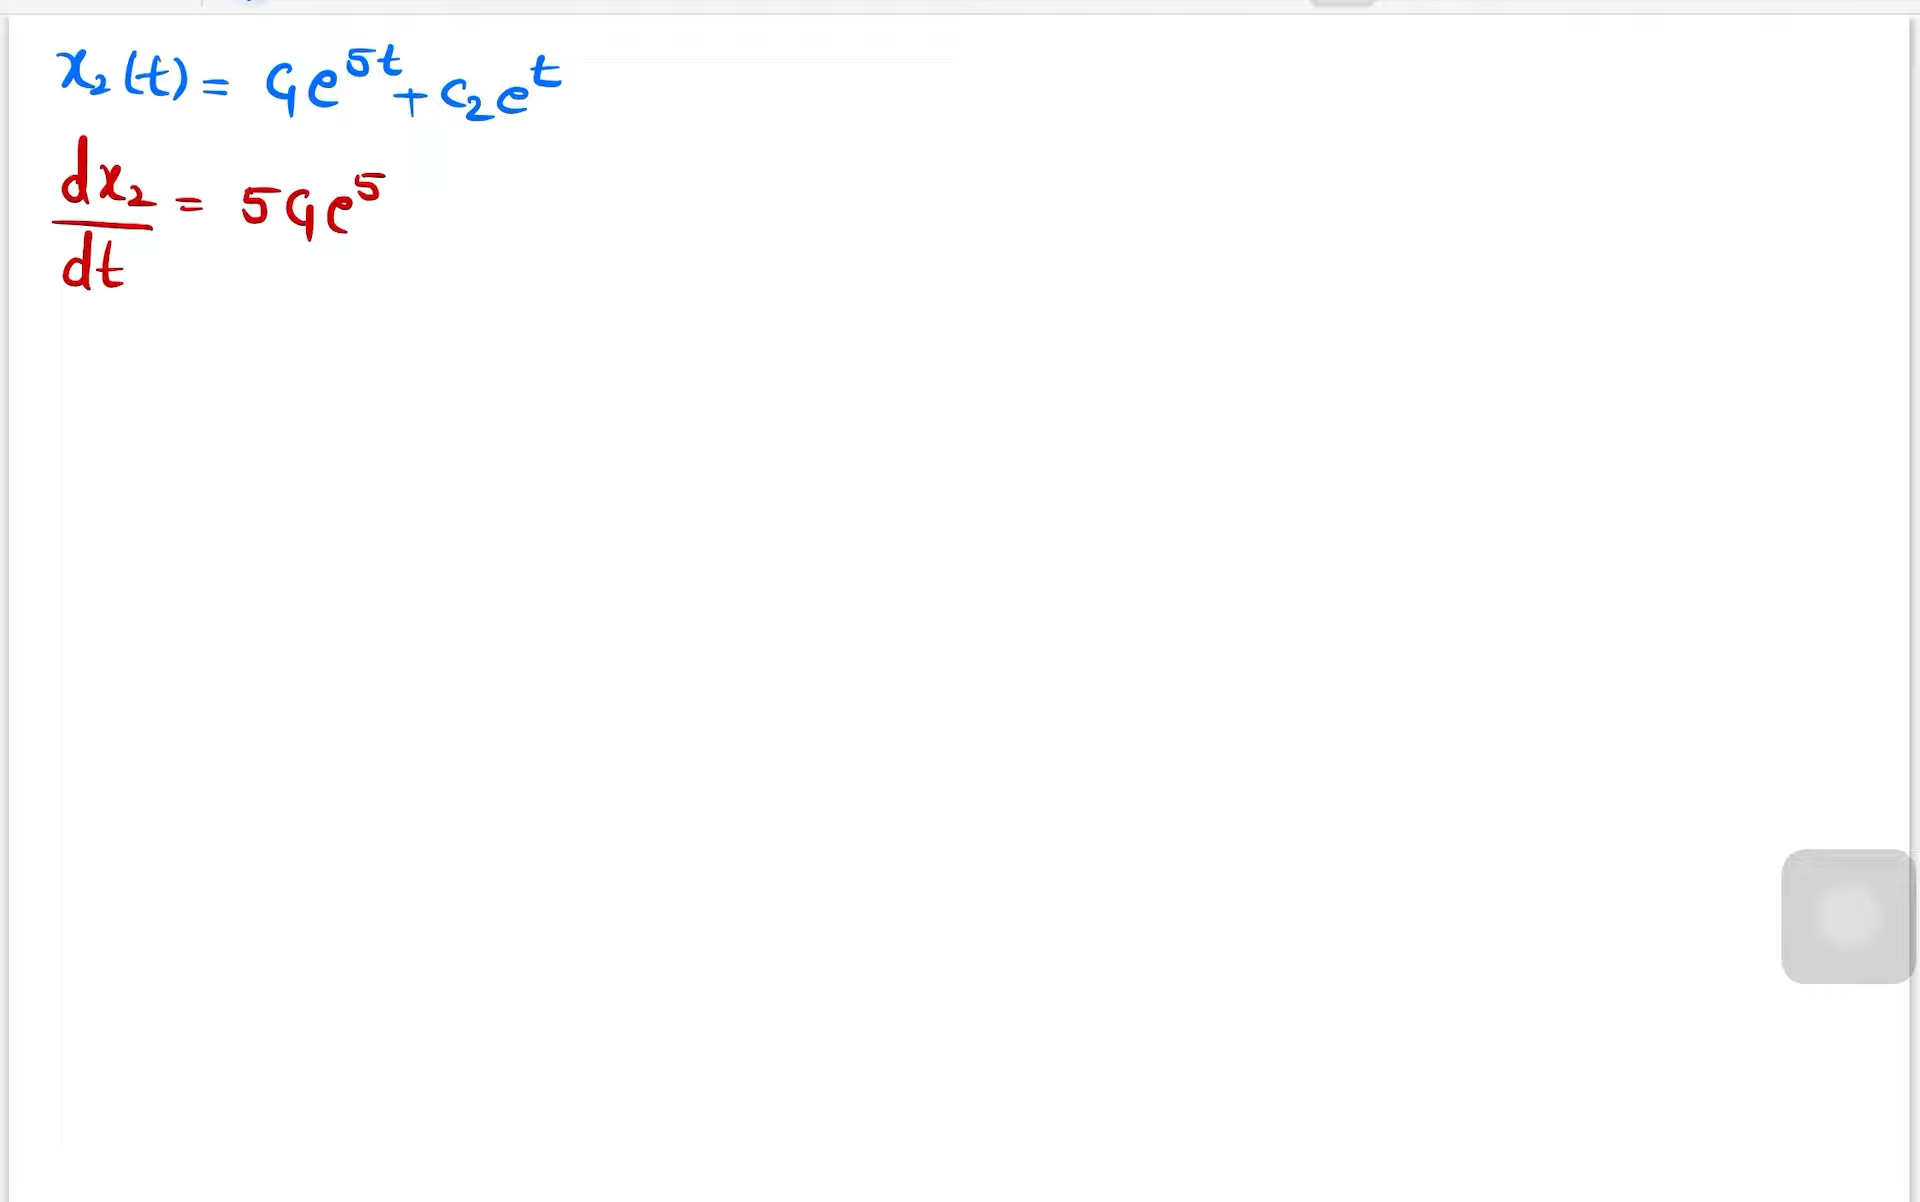 x₂(t) = c₁e^{5t} + c₂e^{t}
dx₂/dt = 5c₁e^{5}